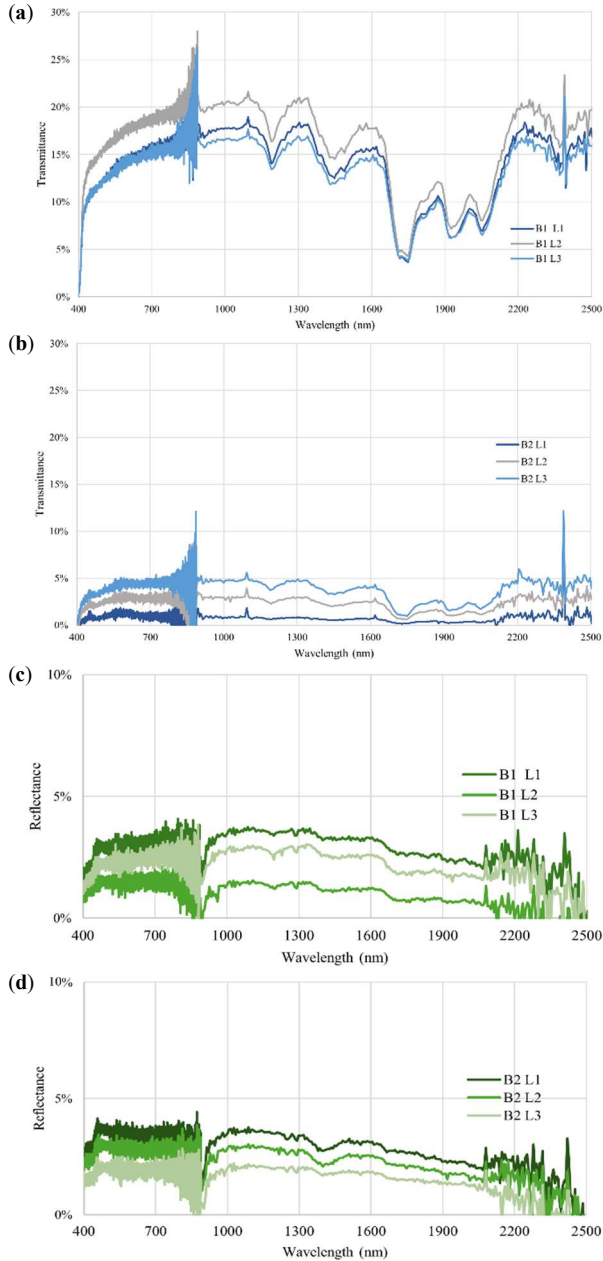 (a)
30%
25%
20%
15%
10%
5%
0%
Transmittance
B1 L1
B1 L2
B1 L3
400 700 1000 1300 1600 1900 2200 2500
Wavelength (nm)
(b)
30%
25%
20%
15%
10%
5%
0%
Transmittance
B2 L1
B2 L2
B2 L3
400 700 1000 1300 1600 1900 2200 2500
Wavelength (nm)
(c)
10%
5%
0%
Reflectance
B1 L1
B1 L2
B1 L3
400 700 1000 1300 1600 1900 2200 2500
Wavelength (nm)
(d)
10%
5%
0%
Reflectance
B2 L1
B2 L2
B2 L3
400 700 1000 1300 1600 1900 2200 2500
Wavelength (nm)